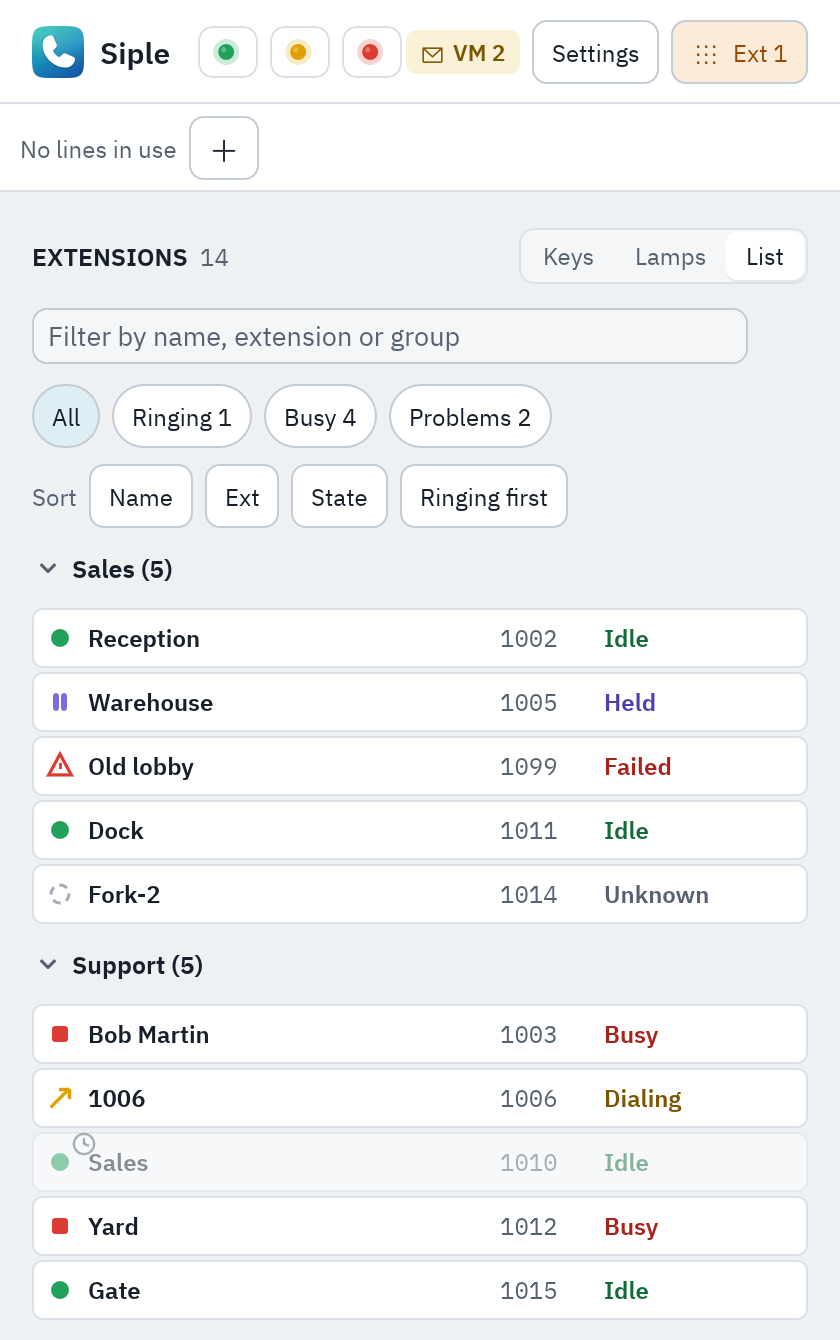 Siple VM 2 Settings Ext 1
No lines in use
EXTENSIONS 14 Keys Lamps List
Filter by name, extension or group
All Ringing 1 Busy 4 Problems 2
Sort Name Ext State Ringing first
Sales (5)
Reception 1002 Idle
Warehouse 1005 Held
Old lobby 1099 Failed
Dock 1011 Idle
Fork-2 1014 Unknown
Support (5)
Bob Martin 1003 Busy
1006 1006 Dialing
Sales 1010 Idle
Yard 1012 Busy
Gate 1015 Idle